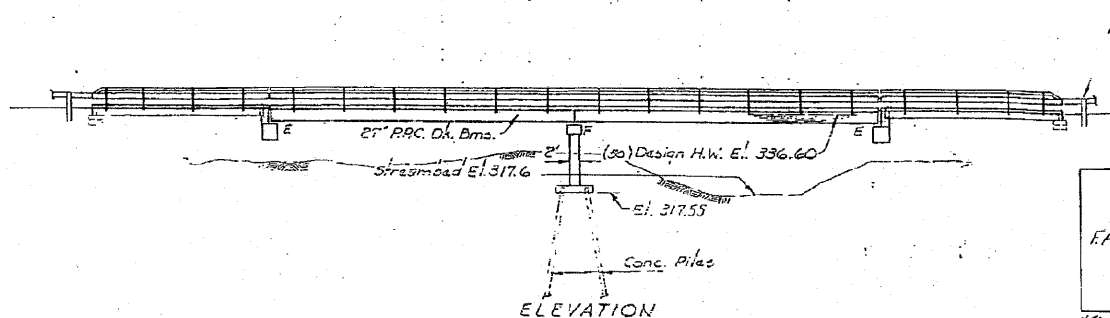 E
27" P.P.C. Dk. Bms.
F
E
2'
(50) Design H.W. El. 336.60
Streambed El. 317.6
El. 317.55
Conc. Piles
ELEVATION